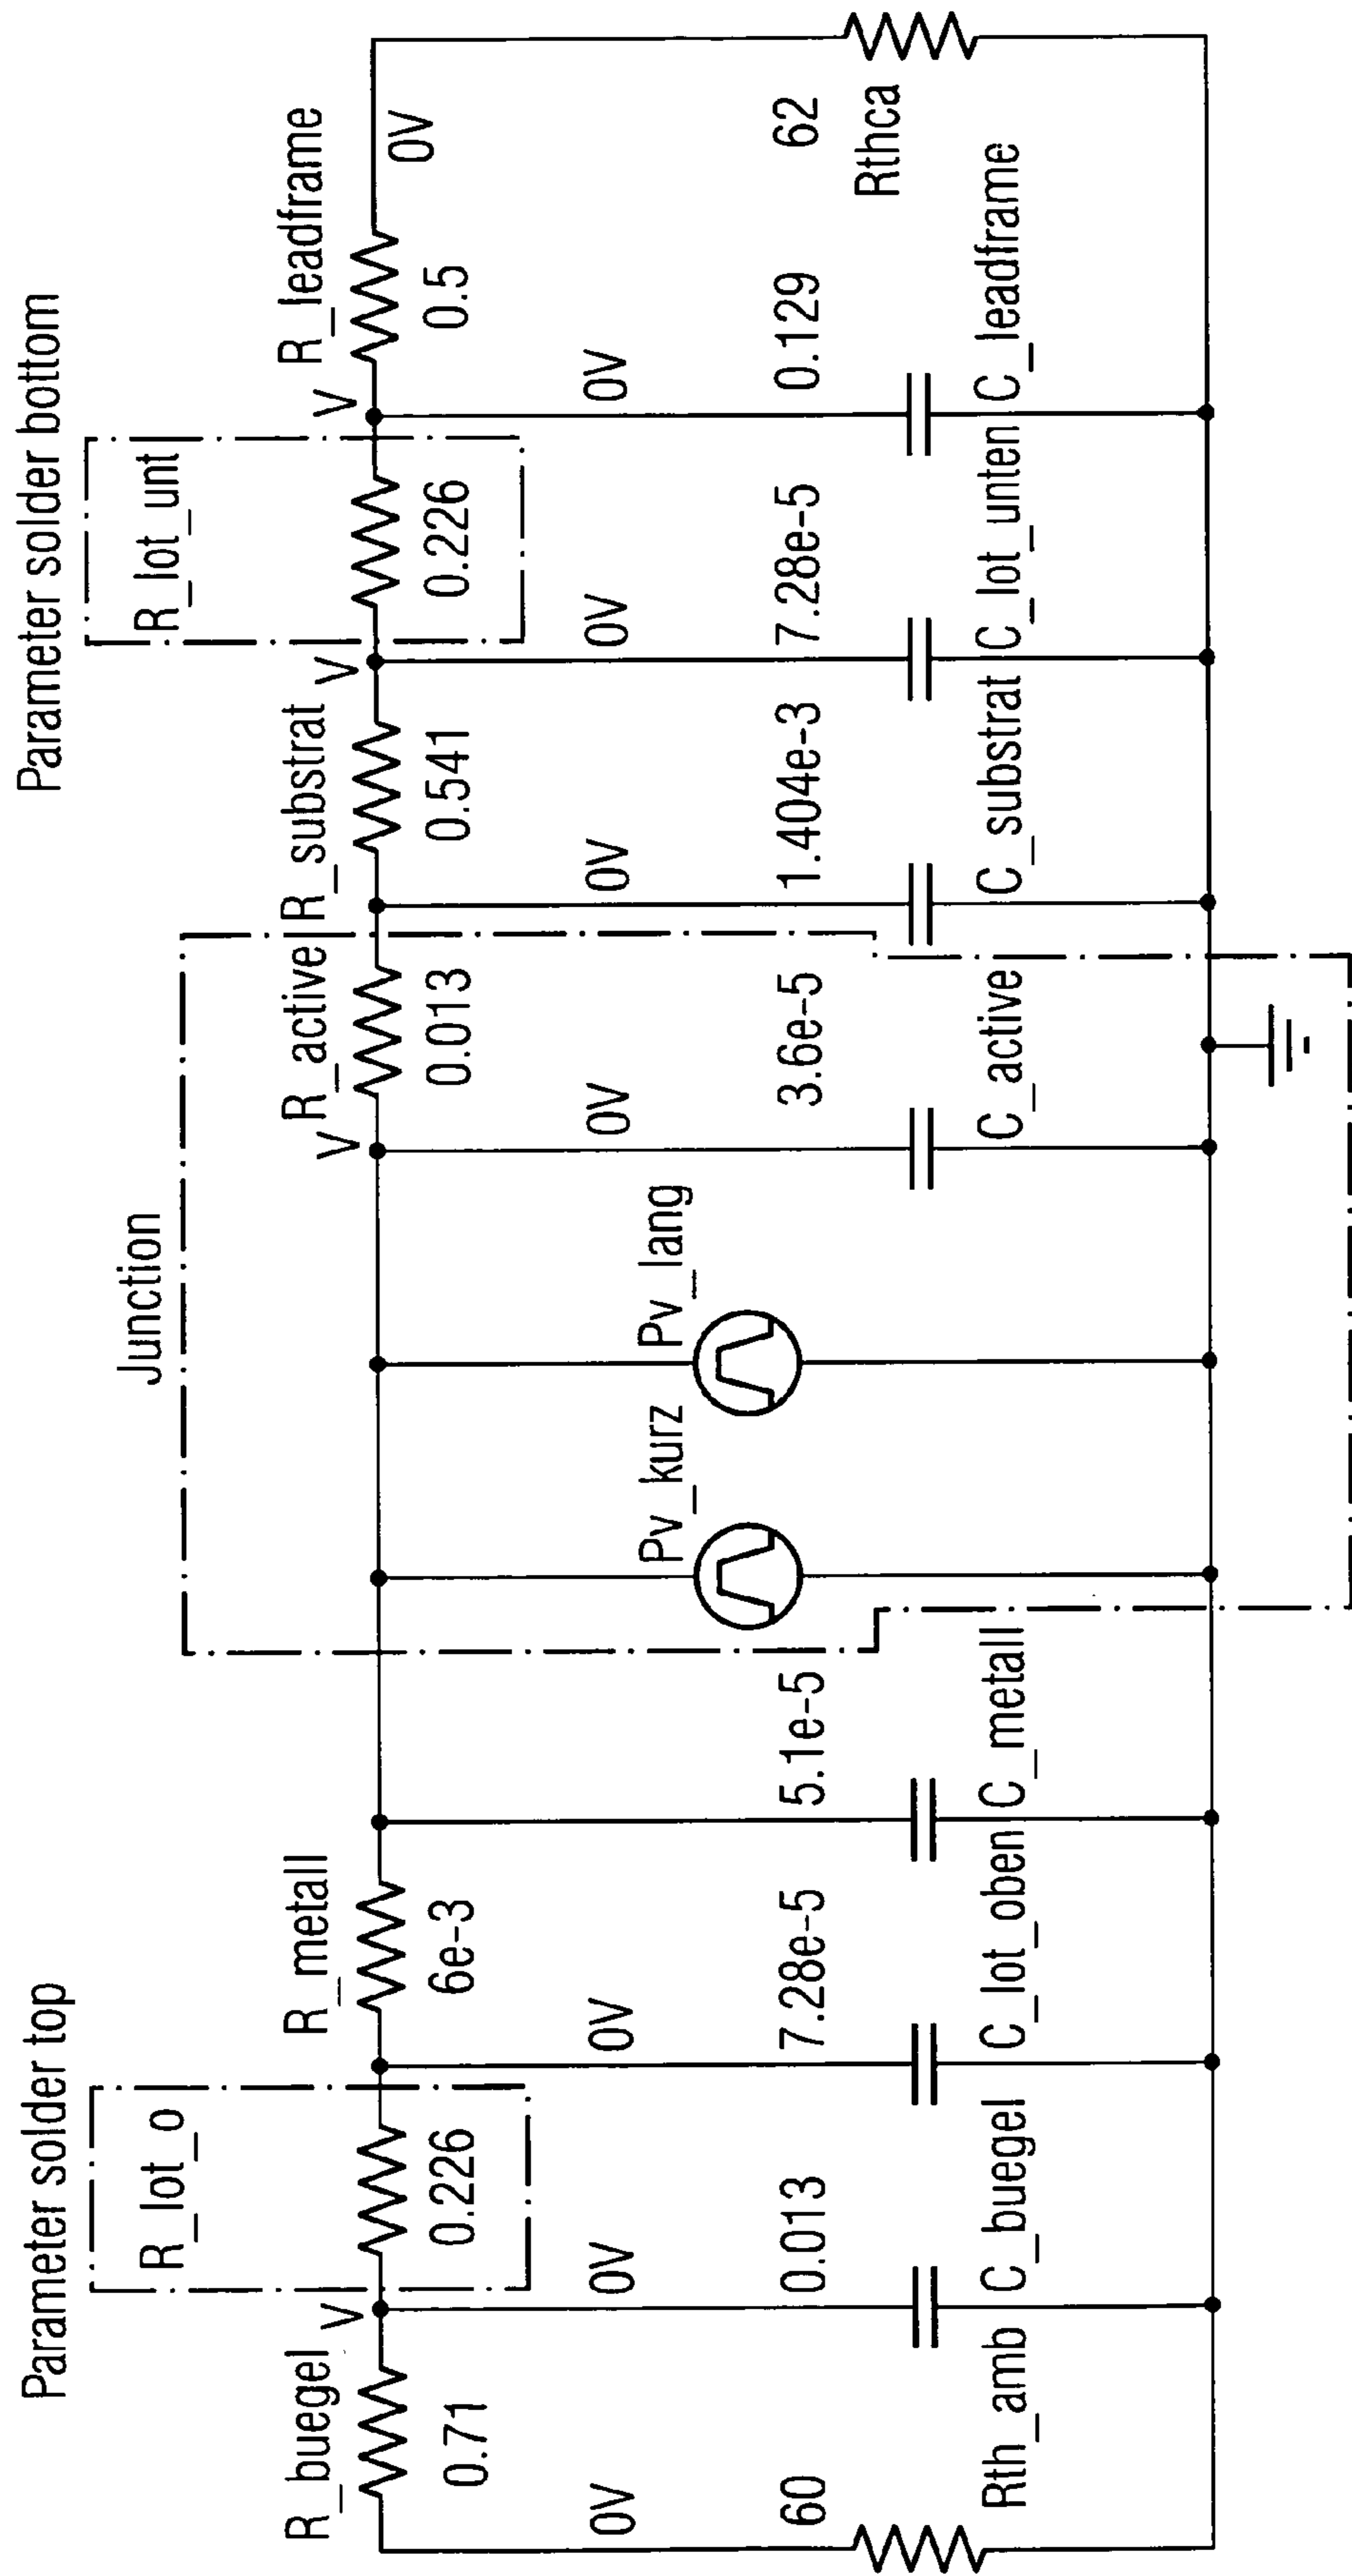 Parameter solder top
Parameter solder bottom
Junction
R_lot_o
R_lot_unt
R_buegel
R_metall
R_active
R_substrat
R_leadframe
V
V
V
V
0.71
0.226
6e-3
0.013
0.541
0.226
0.5
0V
0V
0V
0V
0V
0V
0V
0V
0V
Pv_kurz
Pv_lang
60
0.013
7.28e-5
5.1e-5
3.6e-5
1.404e-3
7.28e-5
0.129
62
Rth_amb
C_buegel
C_lot_oben
C_metall
C_active
C_substrat
C_lot_unten
C_leadframe
Rthca